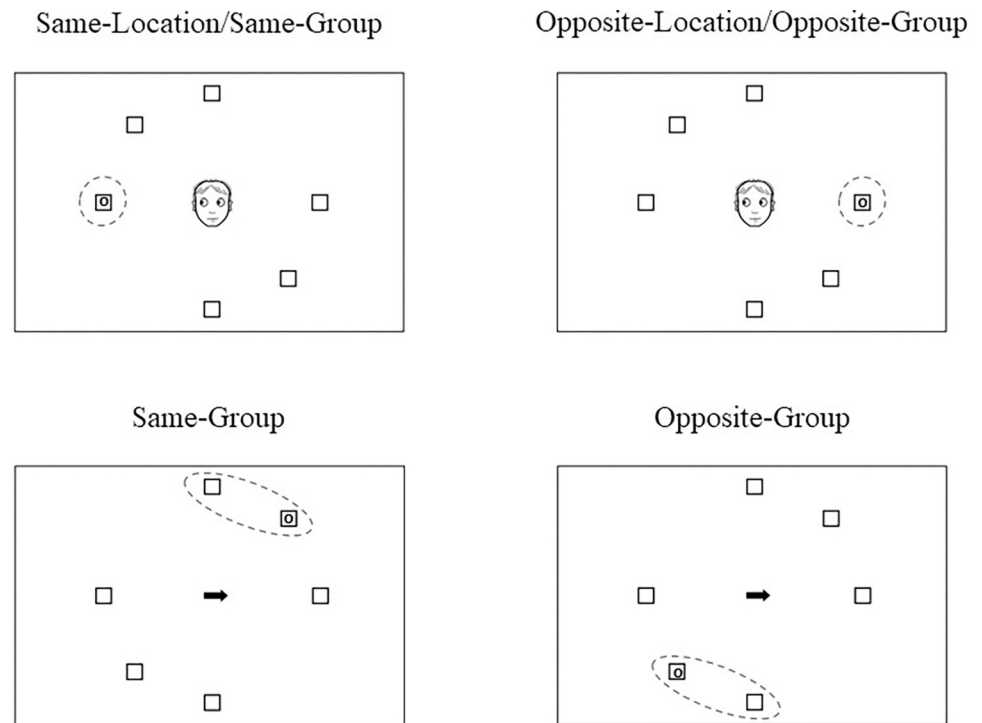 Same-Location/Same-Group
Opposite-Location/Opposite-Group
o
o
Same-Group
Opposite-Group
o
o